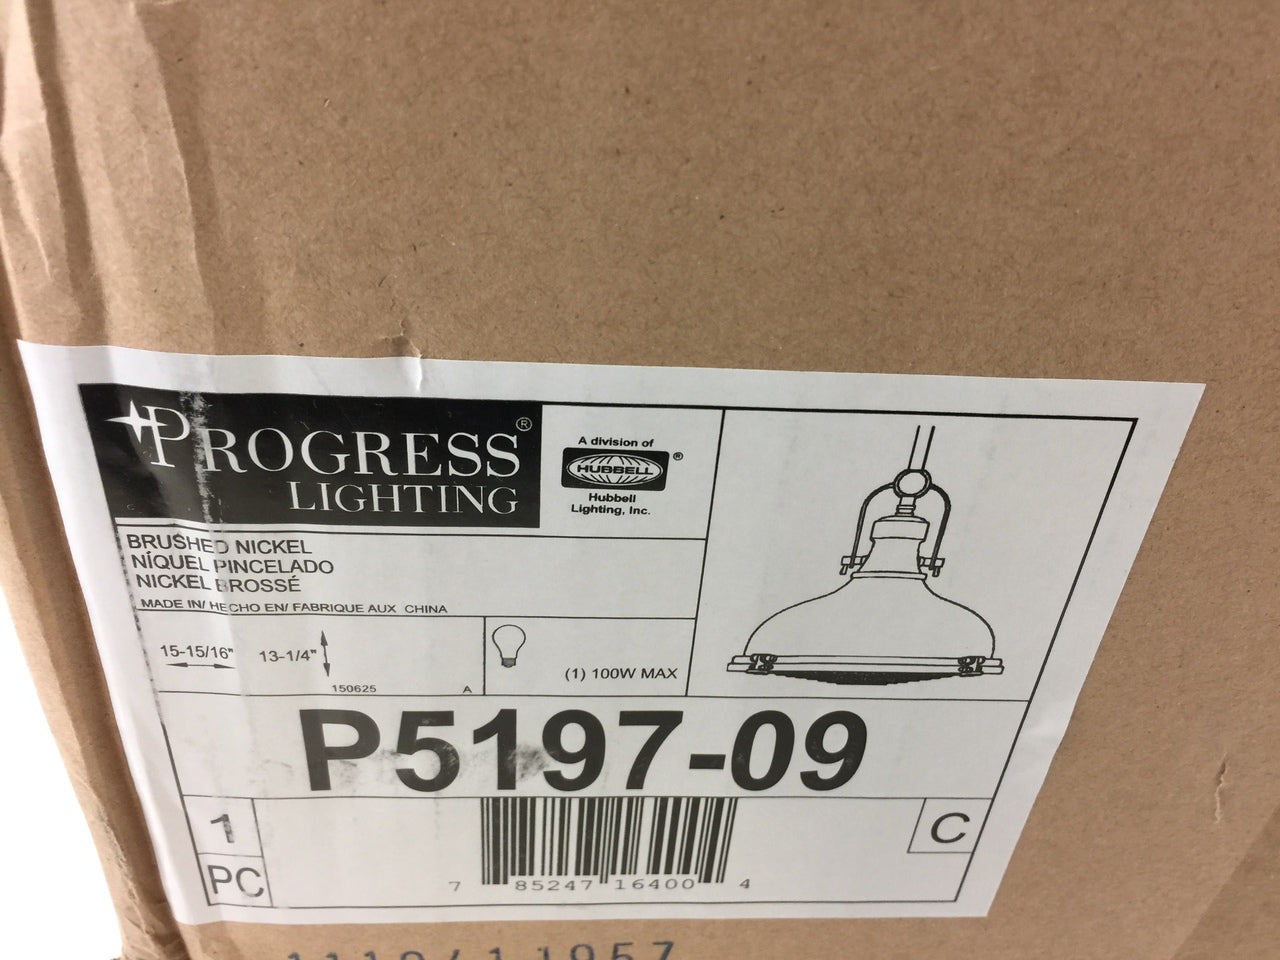 PROGRESS®
LIGHTING
A division of
HUBBELL®
Hubbell
Lighting, Inc.
BRUSHED NICKEL
NÍQUEL PINCELADO
NICKEL BROSSÉ
MADE IN/ HECHO EN/ FABRIQUE AUX CHINA
15-15/16"
13-1/4"
150625
A
(1) 100W MAX
P5197-09
1
PC
7 85247 16400 4
C